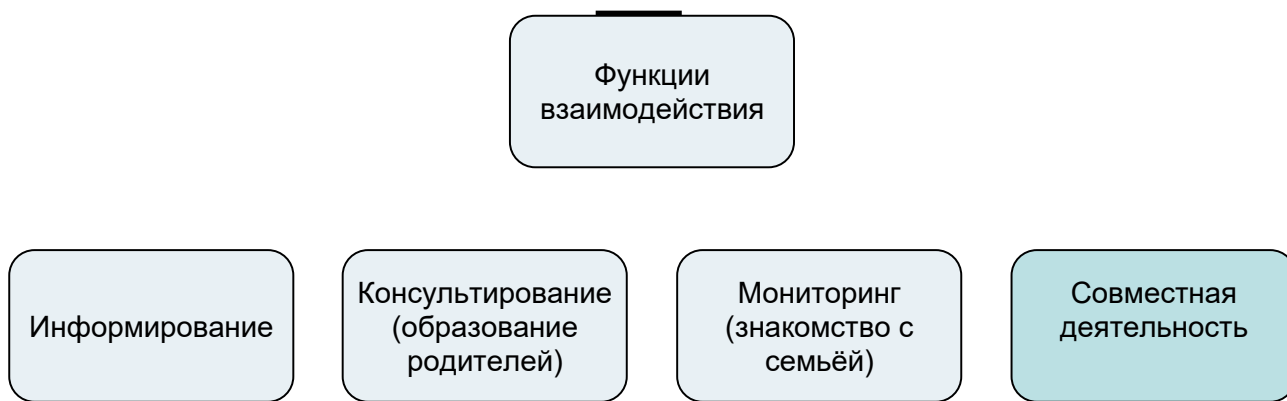 Функции
взаимодействия
Информирование
Консультирование
(образование
родителей)
Мониторинг
(знакомство с
семьёй)
Совместная
деятельность